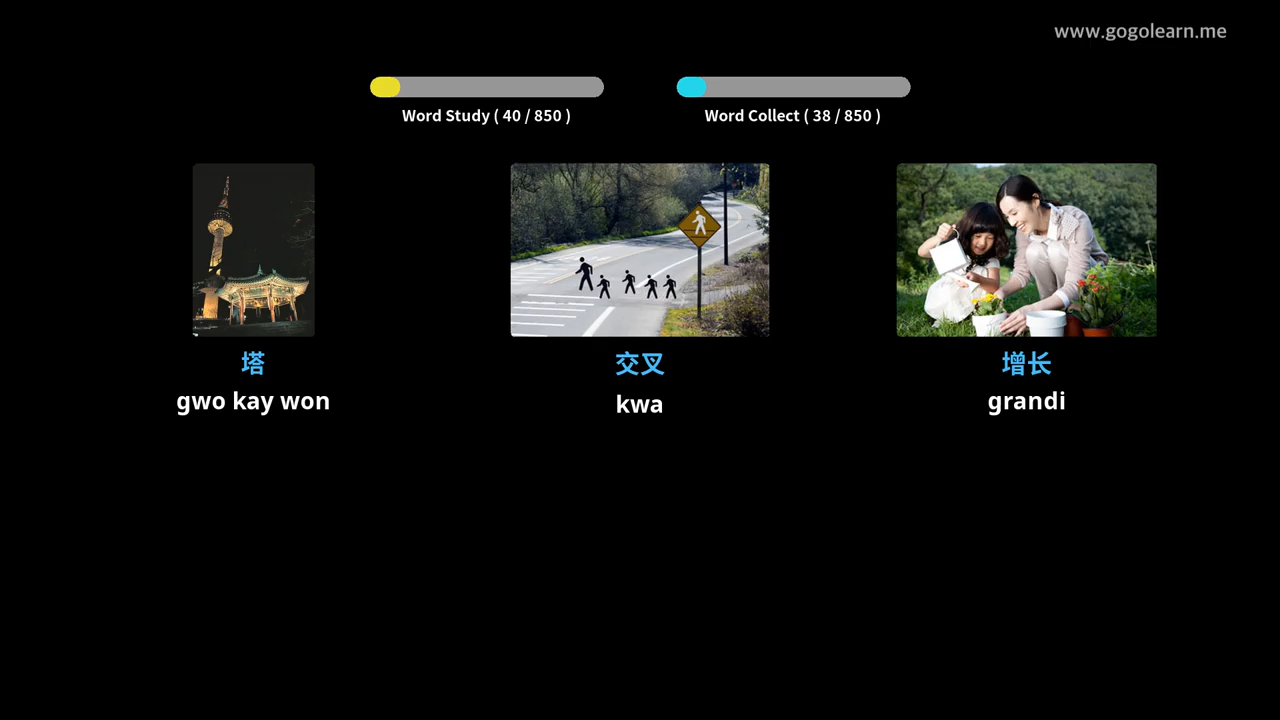 www.gogolearn.me
Word Study ( 40 / 850 )
Word Collect ( 38 / 850 )
塔
gwo kay won
交叉
kwa
增长
grandi